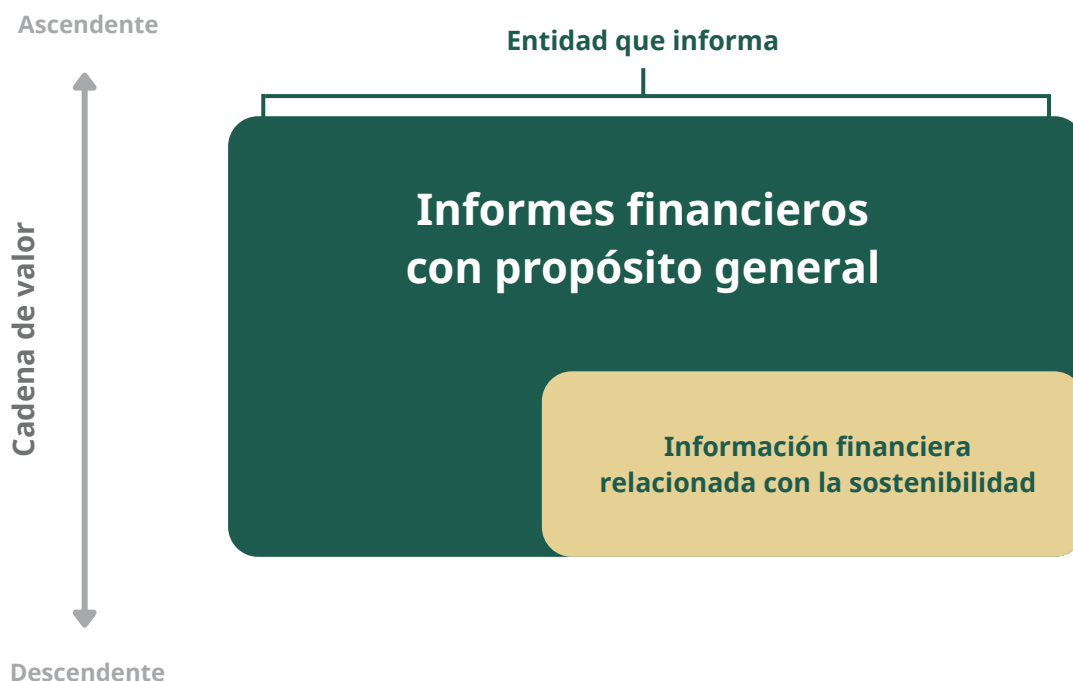 Ascendente
Entidad que informa
Informes financieros
con propósito general
Cadena de valor
Información financiera
relacionada con la sostenibilidad
Descendente